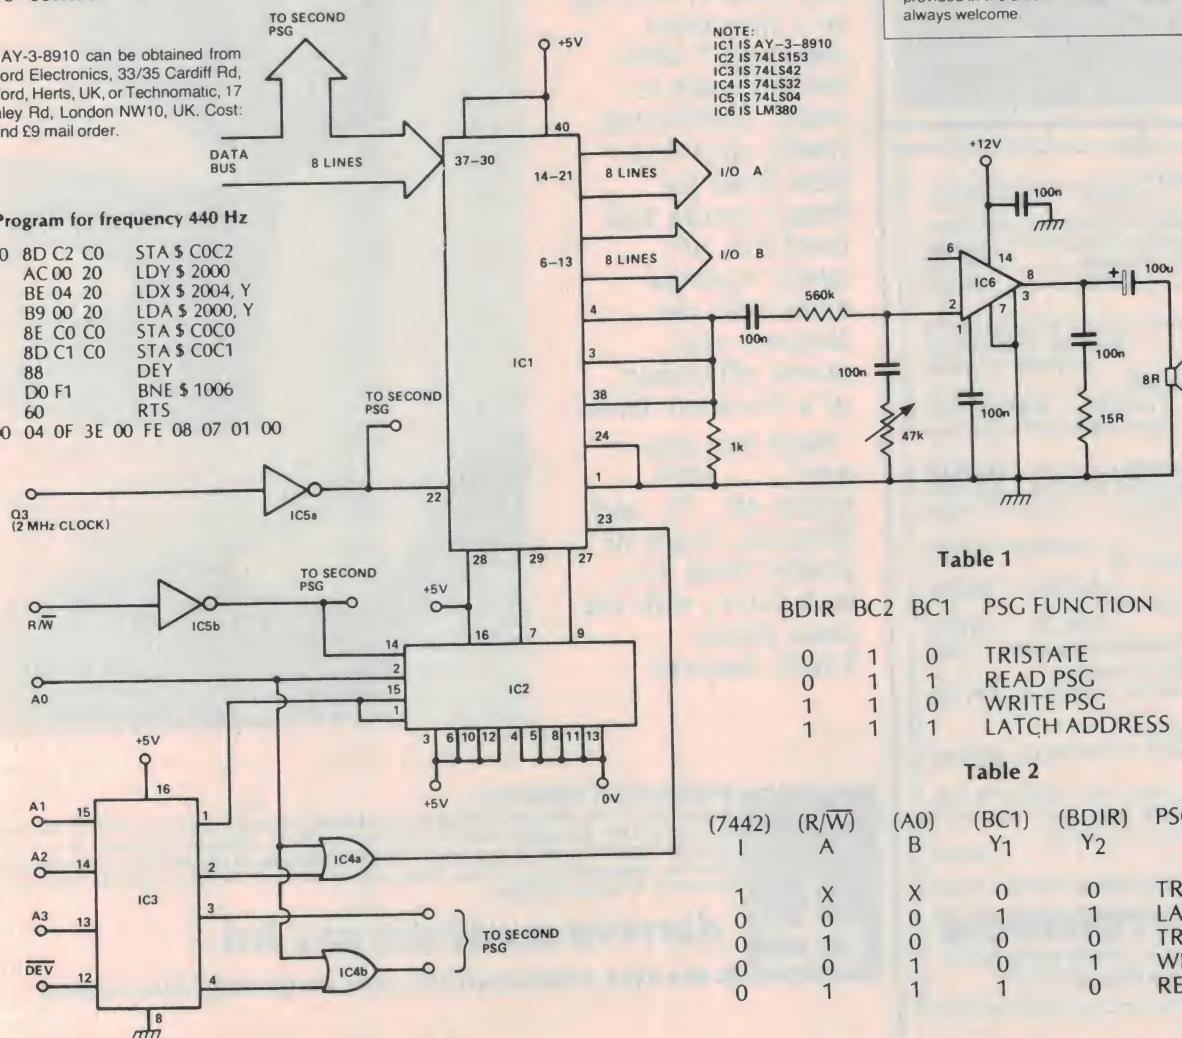 AY-3-8910 can be obtained from
ord Electronics, 33/35 Cardiff Rd,
ord, Herts, UK, or Technomatic, 17
ley Rd, London NW10, UK. Cost:
nd £9 mail order.
always welcome.
NOTE:
IC1 IS AY-3-8910
IC2 IS 74LS153
IC3 IS 74LS42
IC4 IS 74LS32
IC5 IS 74LS04
IC6 IS LM380
TO SECOND
PSG
+5V
40
DATA
BUS
8 LINES
37-30
14-21
8 LINES
I/O A
6-13
8 LINES
I/O B
4
3
38
24
1
23
IC1
22
28
29
27
Program for frequency 440 Hz
0 8D C2 C0 STA $ C0C2
AC 00 20 LDY $ 2000
BE 04 20 LDX $ 2004, Y
B9 00 20 LDA $ 2000, Y
8E C0 C0 STA $ C0C0
8D C1 C0 STA $ C0C1
88 DEY
D0 F1 BNE $ 1006
60 RTS
0 04 0F 3E 00 FE 08 07 01 00
+12V
100n
6
14
IC6
8
3
7
2
1
+
100u
560k
100n
100n
47k
100n
100n
15R
8R
1k
TO SECOND
PSG
Q3
(2 MHz CLOCK)
IC5a
R/W̅
IC5b
TO SECOND
PSG
+5V
16
7
9
14
2
15
1
IC2
3
6
10
12
4
5
8
11
13
+5V
0V
A0
+5V
16
A1
15
A2
14
A3
13
D̅E̅V̅
12
IC3
1
2
3
4
8
IC4a
IC4b
TO SECOND
PSG
Table 1
BDIR BC2 BC1 PSG FUNCTION
0 1 0 TRISTATE
0 1 1 READ PSG
1 1 0 WRITE PSG
1 1 1 LATCH ADDRESS
Table 2
(7442) (R/W̅) (A0) (BC1) (BDIR) PS
I A B Y1 Y2
1 X X 0 0 TR
0 0 0 1 1 LA
0 1 0 0 0 TR
0 0 1 0 1 W
0 1 1 1 0 RE